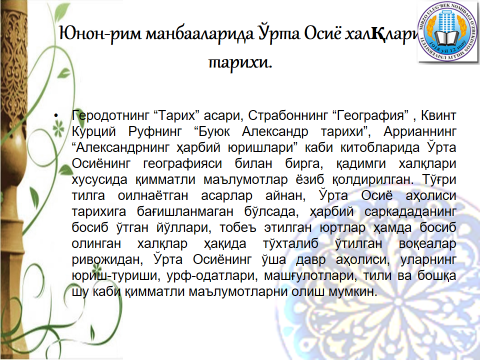 Юнон-рим манбааларида Ўрта Осиё халқлари
тарихи.
• Геродотнинг “Тарих” асари, Страбоннинг “География” , Квинт
Курций Руфнинг “Буюк Александр тарихи”, Аррианнинг
“Александрнинг ҳарбий юришлари” каби китобларида Ўрта
Осиёнинг географияси билан бирга, қадимги халқлари
хусусида қимматли маълумотлар ёзиб қолдирилган. Тўғри
тилга оилнаётган асарлар айнан, Ўрта Осиё аҳолиси
тарихига бағишланмаган бўлсада, ҳарбий саркададанинг
босиб ўтган йўллари, тобеъ этилган юртлар ҳамда босиб
олинган халқлар ҳақида тўхталиб ўтилган воқеалар
ривожидан, Ўрта Осиёнинг ўша давр аҳолиси, уларнинг
юриш-туриши, урф-одатлари, машғулотлари, тили ва бошқа
шу каби қимматли маълумотларни олиш мумкин.